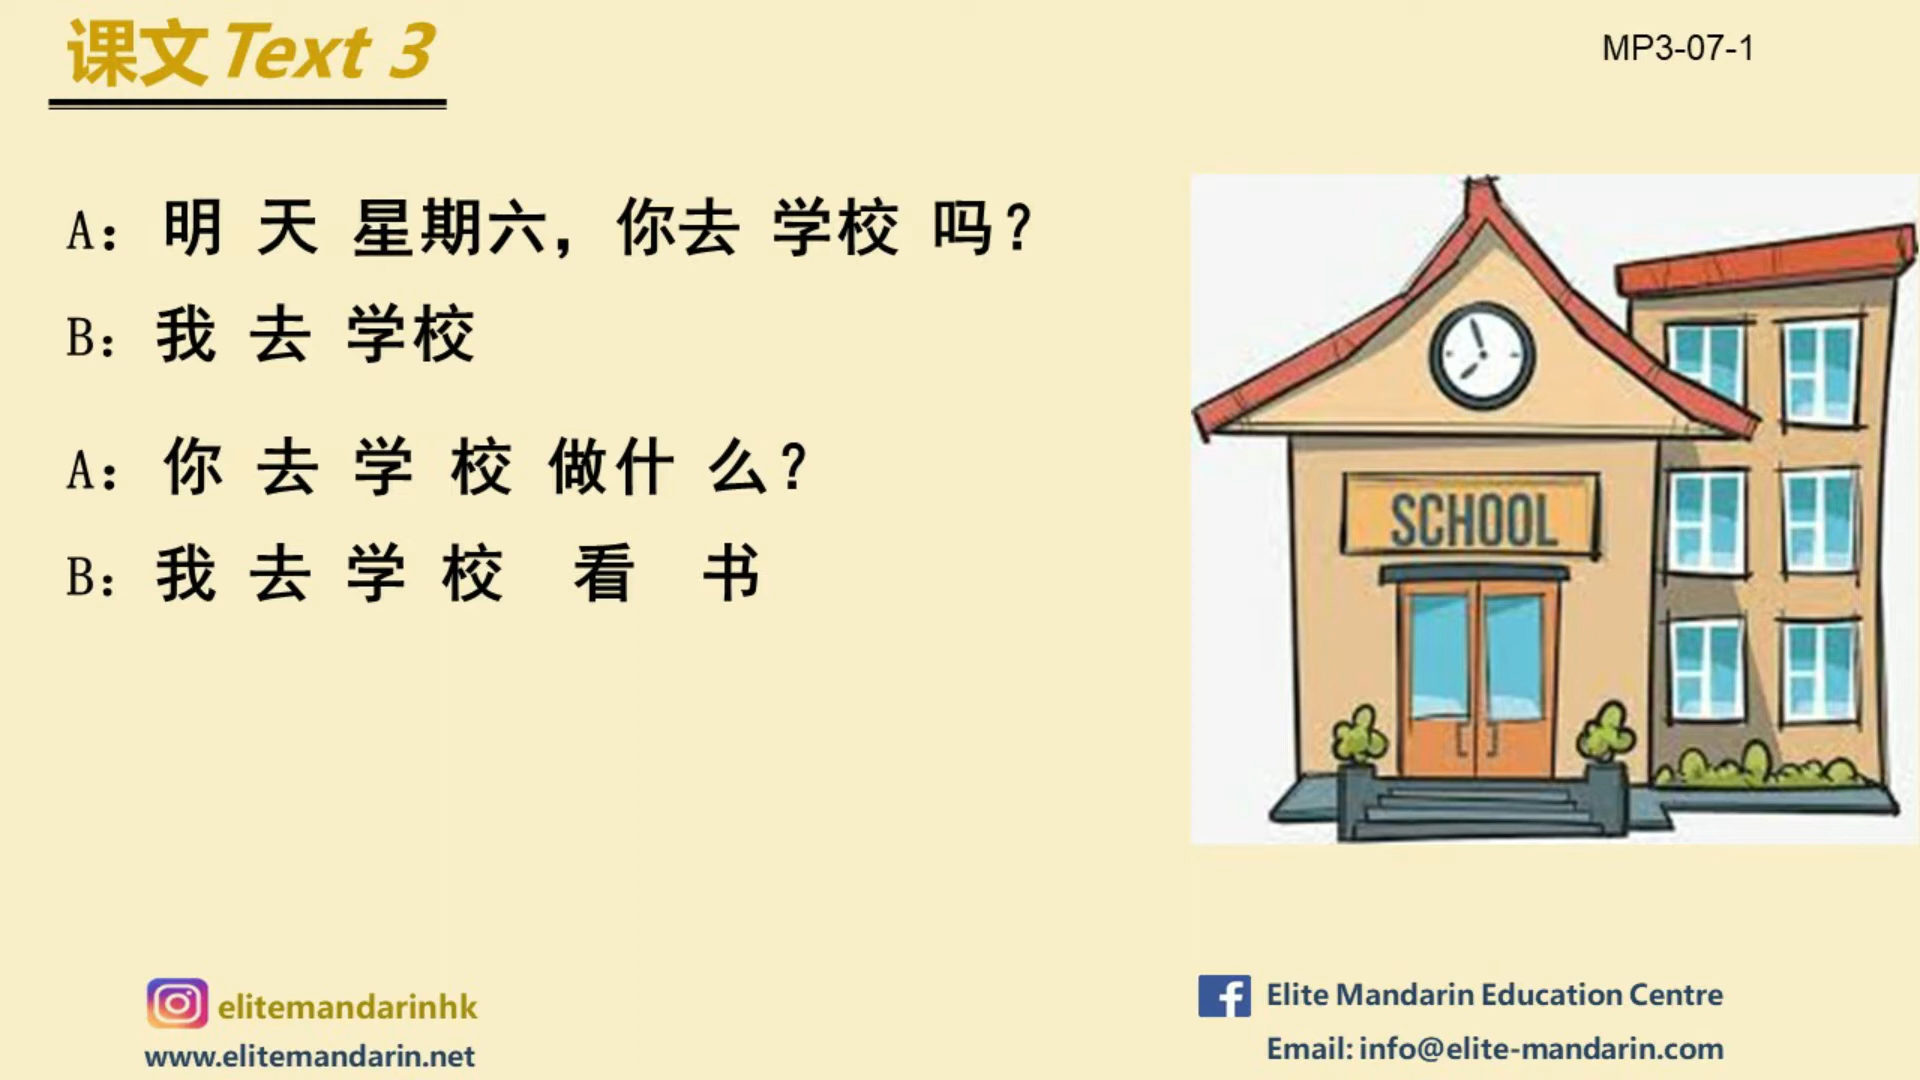 课文 Text 3
MP3-07-1
A: 明 天 星期六，你去 学校 吗？
B: 我 去 学校
A: 你 去 学 校 做什 么？
B: 我 去 学 校 看 书
SCHOOL
elitemandarinhk
www.elitemandarin.net
Elite Mandarin Education Centre
Email: info@elite-mandarin.com